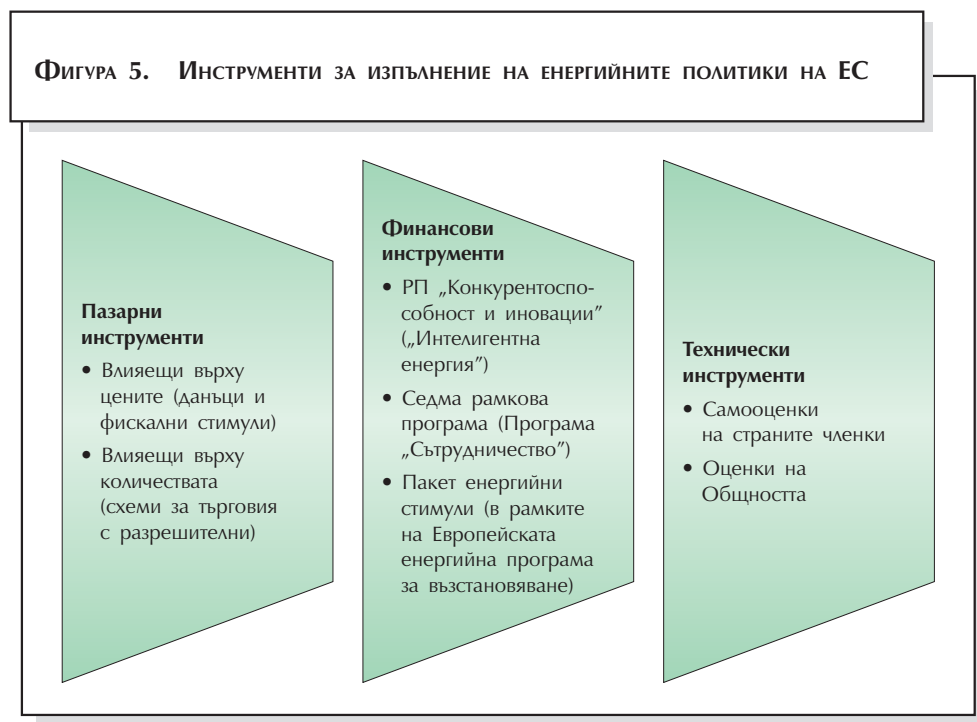 Фигура 5. Инструменти за изпълнение на енергийните политики на ЕС
Пазарни
инструменти
• Влияещи върху
цените (данъци и
фискални стимули)
• Влияещи върху
количествата
(схеми за търговия
с разрешителни)
Финансови
инструменти
• РП „Конкурентоспо-
собност и иновации”
(„Интелигентна
енергия”)
• Седма рамкова
програма (Програма
„Сътрудничество”)
• Пакет енергийни
стимули (в рамките
на Европейската
енергийна програма
за възстановяване)
Технически
инструменти
• Самооценки
на страните членки
• Оценки на
Общността